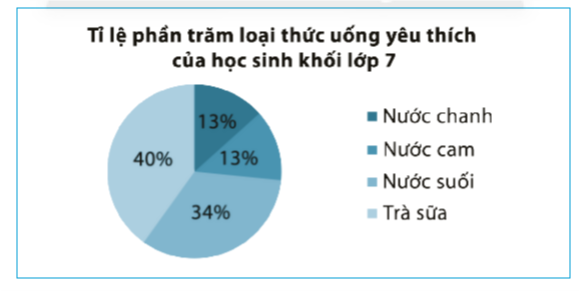 Tỉ lệ phần trăm loại thức uống yêu thích
của học sinh khối lớp 7
13%
Nước chanh
40%
13%
Nước cam
34%
Nước suối
Trà sữa